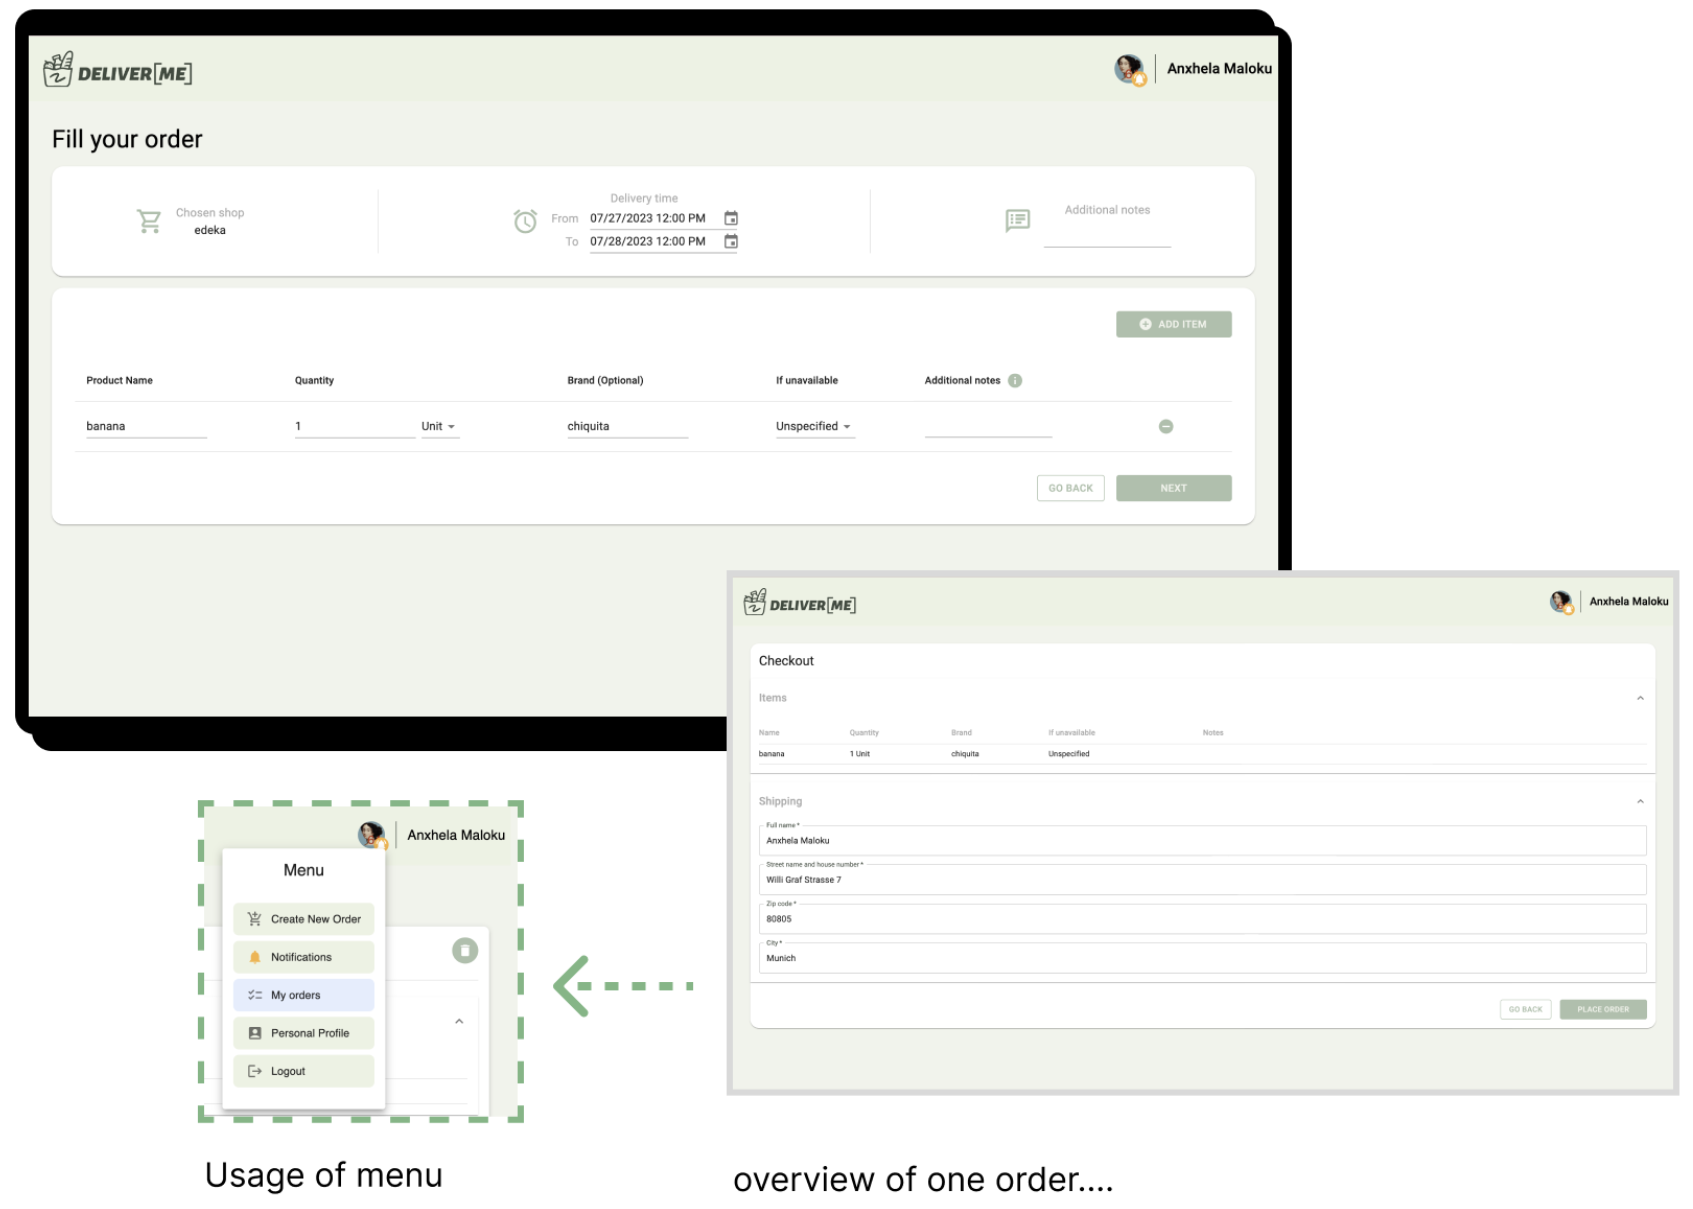 DELIVER[ME]
Anxhela Maloku
Fill your order
Chosen shop
edeka
Delivery time
From 07/27/2023 12:00 PM
To 07/28/2023 12:00 PM
Additional notes
ADD ITEM
Product Name Quantity Brand (Optional) If unavailable Additional notes
banana 1 Unit chiquita Unspecified
GO BACK NEXT
DELIVER[ME]
Anxhela Maloku
Checkout
Items
Name Quantity Brand If unavailable Notes
banana 1 Unit chiquita Unspecified
Shipping
Full name *
Anxhela Maloku
Street name and house number *
Willi Graf Strasse 7
Zip code *
80805
City *
Munich
GO BACK PLACE ORDER
Anxhela Maloku
Menu
Create New Order
Notifications
My orders
Personal Profile
Logout
Usage of menu
overview of one order....